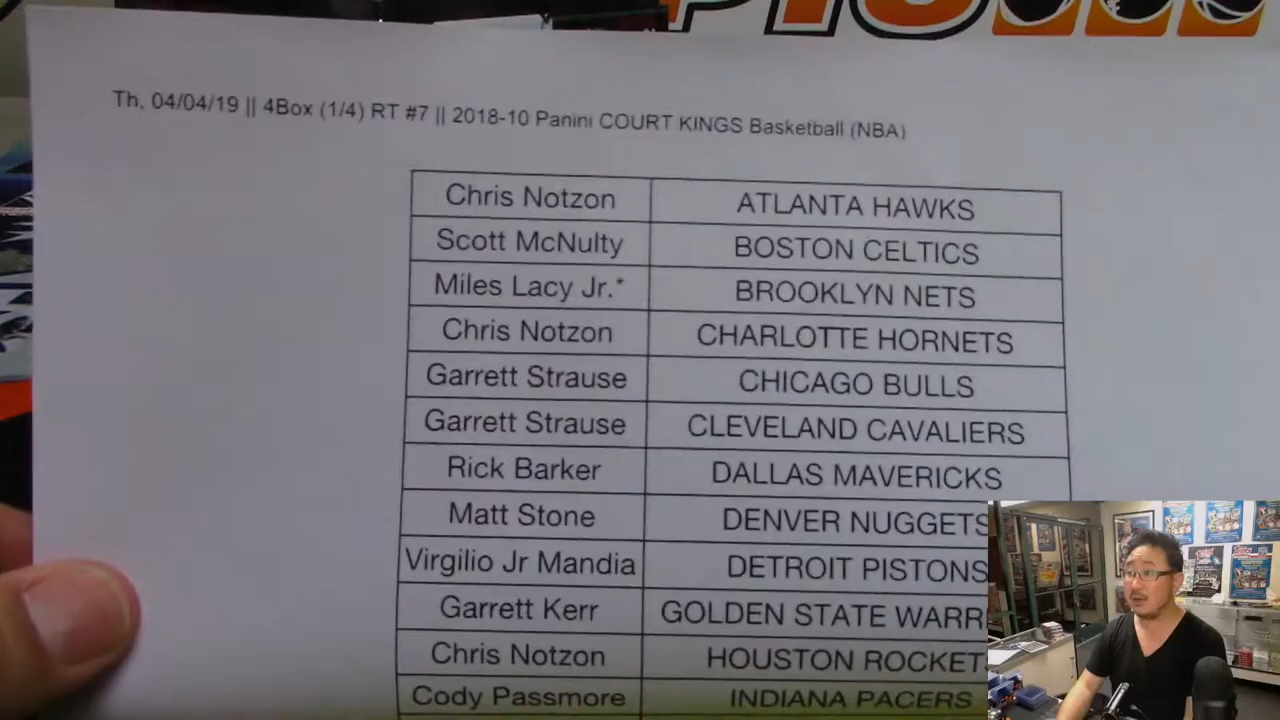 Th, 04/04/19 || 4Box (1/4) RT #7 || 2018-10 Panini COURT KINGS Basketball (NBA)
Chris Notzon ATLANTA HAWKS
Scott McNulty BOSTON CELTICS
Miles Lacy Jr.* BROOKLYN NETS
Chris Notzon CHARLOTTE HORNETS
Garrett Strause CHICAGO BULLS
Garrett Strause CLEVELAND CAVALIERS
Rick Barker DALLAS MAVERICKS
Matt Stone DENVER NUGGETS
Virgilio Jr Mandia DETROIT PISTONS
Garrett Kerr GOLDEN STATE WARR
Chris Notzon HOUSTON ROCKET
Cody Passmore INDIANA PACERS